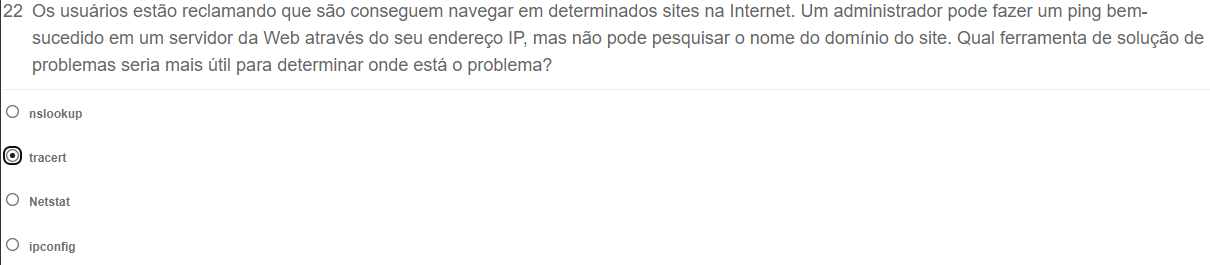 22 Os usuários estão reclamando que são conseguem navegar em determinados sites na Internet. Um administrador pode fazer um ping bem-
sucedido em um servidor da Web através do seu endereço IP, mas não pode pesquisar o nome do domínio do site. Qual ferramenta de solução de
problemas seria mais útil para determinar onde está o problema?
nslookup
tracert
Netstat
ipconfig